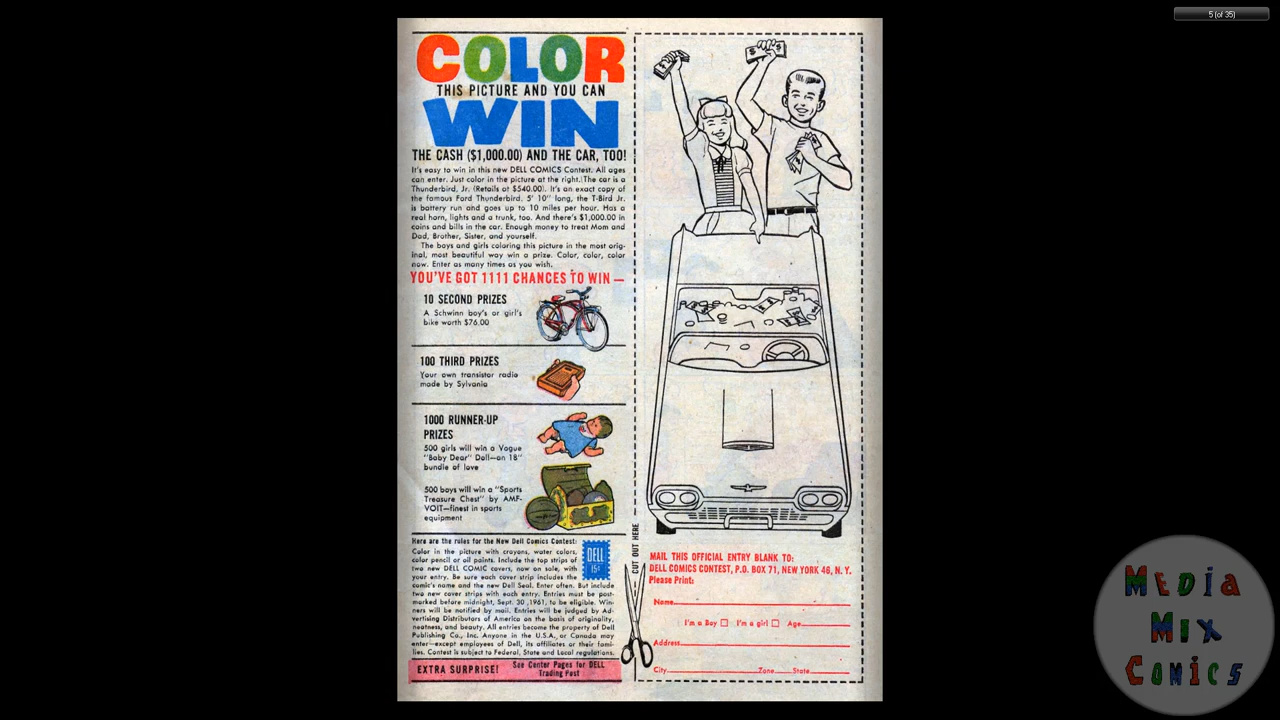 5 (of 35)
COLOR
THIS PICTURE AND YOU CAN
WIN
THE CASH ($1,000.00) AND THE CAR, TOO!
It's easy to win in this new DELL COMICS Contest. All ages
can enter. Just color in the picture at the right. The car is a
Thunderbird, Jr. (Retails at $540.00). It's an exact copy of
the famous Ford Thunderbird. 5' 10" long, the T-Bird Jr.
is battery run and goes up to 10 miles per hour. Has a
real horn, lights and a trunk, too. And there's $1,000.00 in
coins and bills in the car. Enough money to treat Mom and
Dad, Brother, Sister, and yourself.
The boys and girls coloring this picture in the most orig-
inal, most beautiful way win a prize. Color, color, color
now. Enter as many times as you wish.
YOU'VE GOT 1111 CHANCES TO WIN —
10 SECOND PRIZES
A Schwinn boy's or girl's
bike worth $76.00
100 THIRD PRIZES
Your own transistor radio
made by Sylvania
1000 RUNNER-UP
PRIZES
500 girls will win a Vogue
"Baby Dear" Doll—an 18"
bundle of love
500 boys will win a "Sports
Treasure Chest" by AMF-
VOIT—finest in sports
equipment
Here are the rules for the New Dell Comics Contest:
Color in the picture with crayons, water colors,
color pencil or oil paints. Include the top strips of
two new DELL COMIC covers, now on sale, with
your entry. Be sure each cover strip includes the
comic's name and the new Dell Seal. Enter often. But include
two new cover strips with each entry. Entries must be post-
marked before midnight, Sept. 30, 1961, to be eligible. Win-
ners will be notified by mail. Entries will be judged by Ad-
vertising Distributors of America on the basis of originality,
neatness, and beauty. All entries become the property of Dell
Publishing Co., Inc. Anyone in the U.S.A., or Canada may
enter—except employees of Dell, its affiliates or their fami-
lies. Contest is subject to Federal, State and Local regulations.
DELL
15¢
EXTRA SURPRISE!
See Center Pages for DELL
Trading Post
CUT OUT HERE
MAIL THIS OFFICIAL ENTRY BLANK TO:
DELL COMICS CONTEST, P.O. BOX 71, NEW YORK 46, N. Y.
Please Print:
Name
I'm a Boy I'm a girl Age
Address
City Zone State
MEDiA
MIX
COMICS